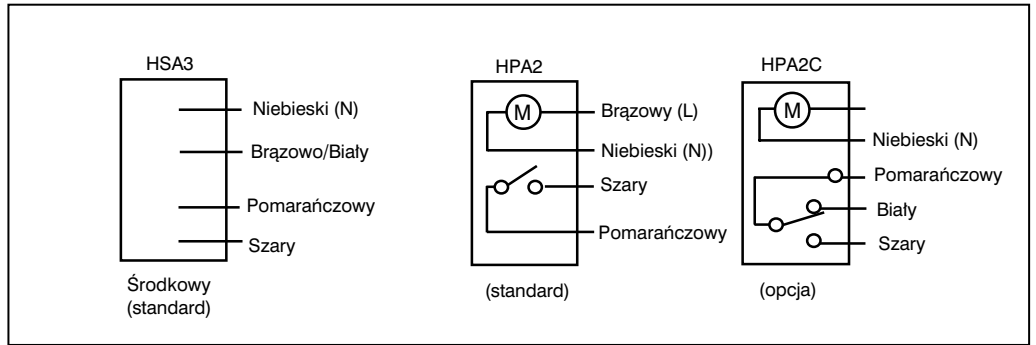 HSA3
Niebieski (N)
Brązowo/Biały
Pomarańczowy
Szary
Środkowy
(standard)
HPA2
M
Brązowy (L)
Niebieski (N))
Szary
Pomarańczowy
(standard)
HPA2C
M
Niebieski (N)
Pomarańczowy
Biały
Szary
(opcja)